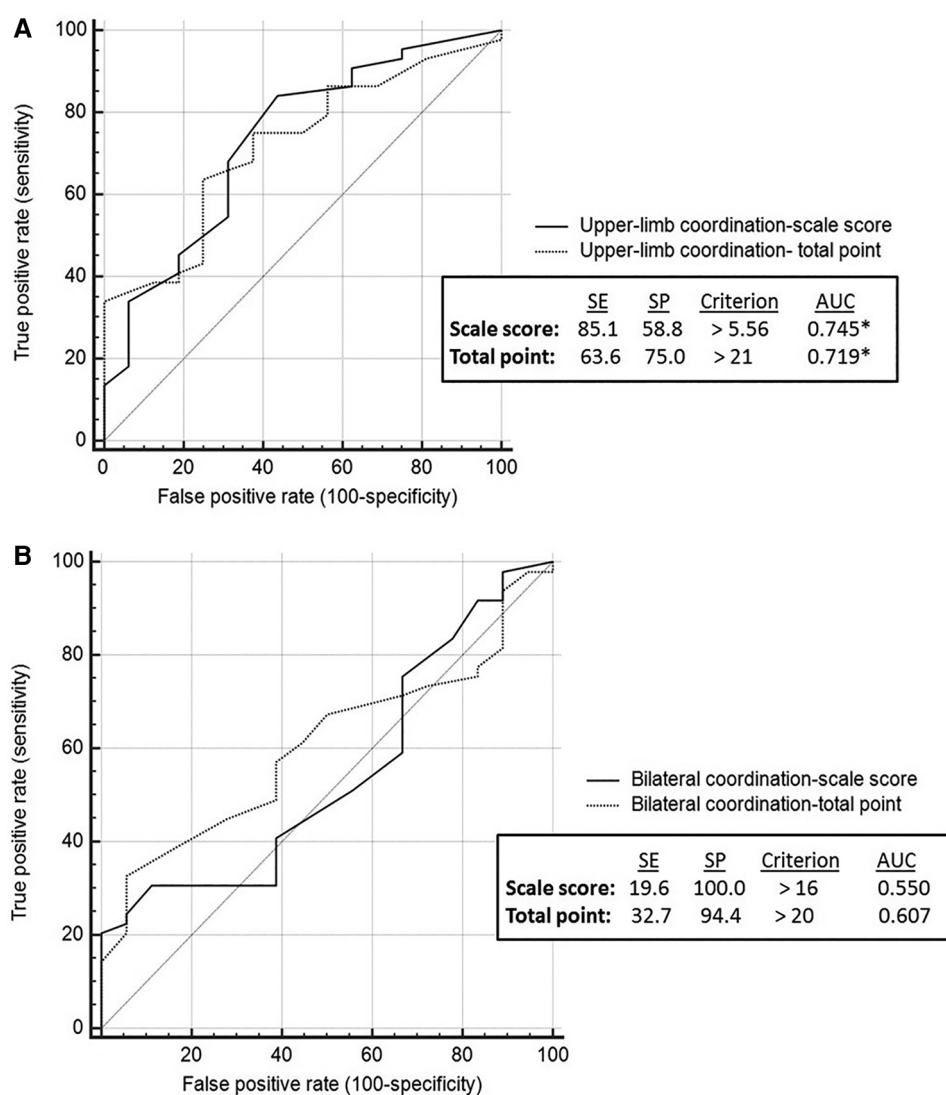 A
100
80
60
40
20
0
True positive rate (sensitivity)
0 20 40 60 80 100
False positive rate (100-specificity)
Upper-limb coordination-scale score
Upper-limb coordination- total point
SE SP Criterion AUC
Scale score: 85.1 58.8 > 5.56 0.745*
Total point: 63.6 75.0 > 21 0.719*
B
100
80
60
40
20
0
True positive rate (sensitivity)
20 40 60 80 100
False positive rate (100-specificity)
Bilateral coordination-scale score
Bilateral coordination-total point
SE SP Criterion AUC
Scale score: 19.6 100.0 > 16 0.550
Total point: 32.7 94.4 > 20 0.607